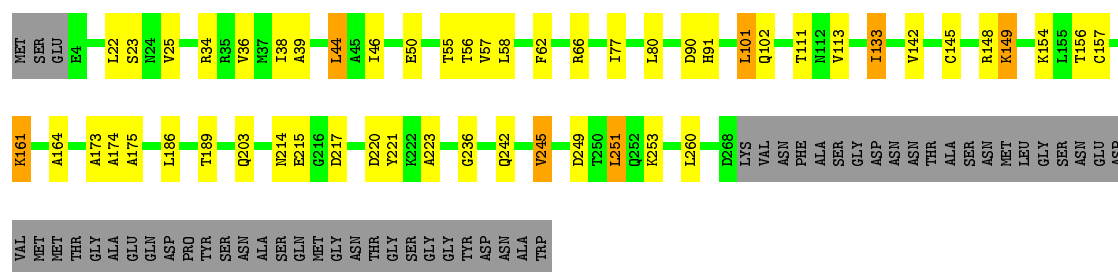 MET SER GLU E4 L22 S23 N24 V25 R34 R35 V36 M37 I38 A39 L44 A45 I46 E50 T55 T56 V57 L58 F62 R66 I77 L80 D90 H91 L101 Q102 T111 N112 V113 I133 V142 C145 R148 K149 K154 L155 T156 C157
K161 A164 A173 A174 A175 L186 T189 Q203 N214 E215 G216 D217 D220 Y221 K222 A223 G236 Q242 V245 D249 T250 L251 Q252 K253 L260 D268 LYS VAL ASN PHE ALA SER GLY ASP ASN ASN THR ALA SER ASN MET LEU GLY SER ASN GLU ASP
VAL MET MET THR GLY ALA GLU GLN ASP PRO TYR SER ASN ALA SER GLN MET GLY ASN THR GLY SER GLY GLY TYR ASP ASN ALA TRP